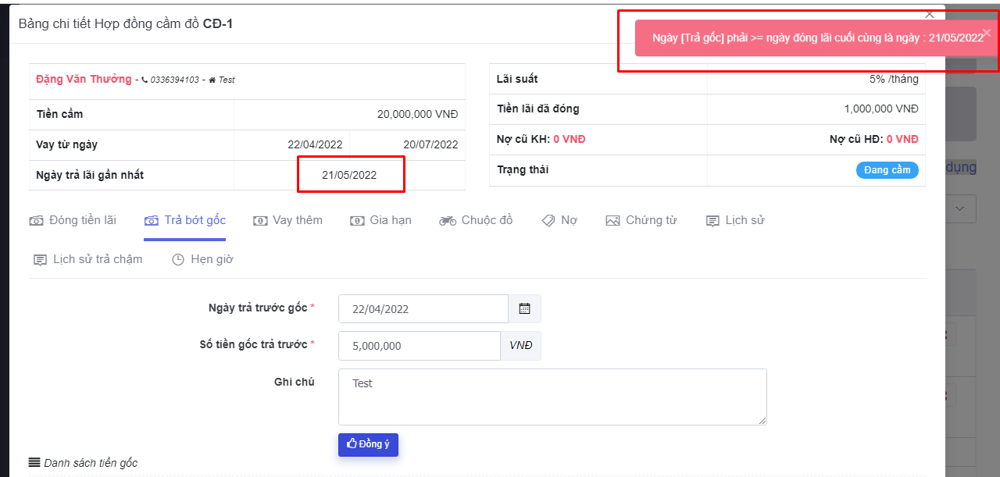 Bảng chi tiết Hợp đồng cầm đồ CĐ-1
Ngày [Trả gốc] phải >= ngày đóng lãi cuối cùng là ngày : 21/05/2022
Đặng Văn Thưởng - 0336394103 - Test
Tiền cầm 20,000,000 VNĐ
Vay từ ngày 22/04/2022 20/07/2022
Ngày trả lãi gần nhất 21/05/2022
Lãi suất 5% /tháng
Tiền lãi đã đóng 1,000,000 VNĐ
Nợ cũ KH: 0 VNĐ Nợ cũ HĐ: 0 VNĐ
Trạng thái Đang cầm
dụng
Đóng tiền lãi Trả bớt gốc Vay thêm Gia hạn Chuộc đồ Nợ Chứng từ Lịch sử
Lịch sử trả chậm Hẹn giờ
Ngày trả trước gốc * 22/04/2022
Số tiền gốc trả trước * 5,000,000 VNĐ
Ghi chú Test
Đồng ý
Danh sách tiền gốc